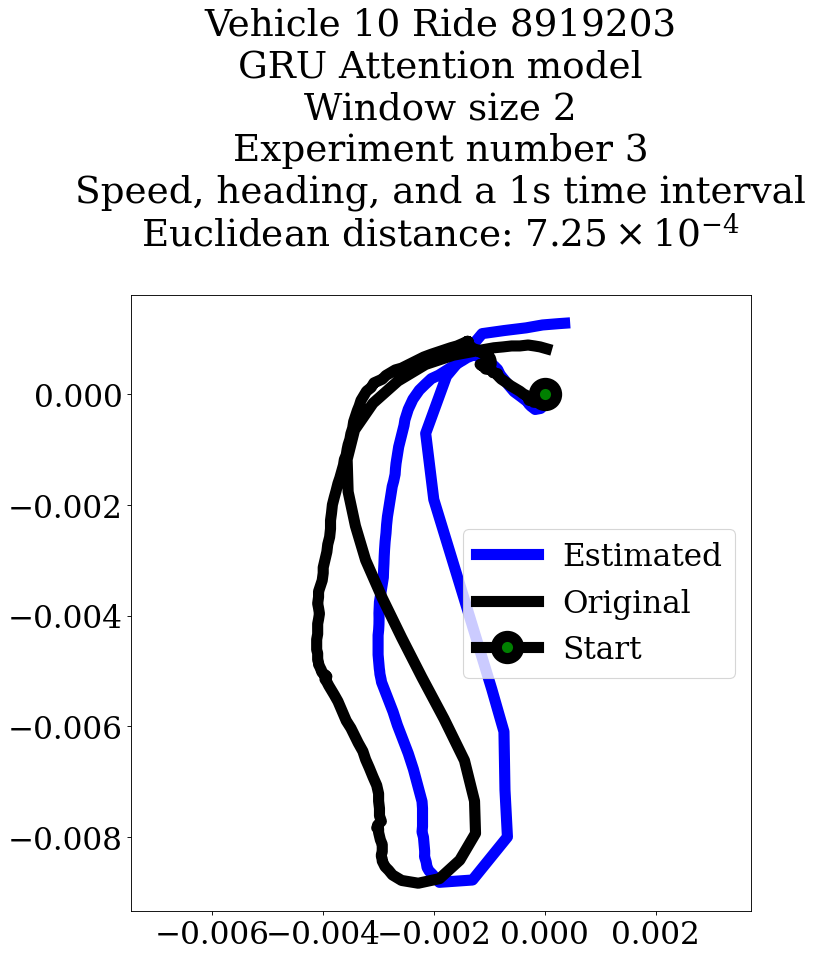 Vehicle 10 Ride 8919203
GRU Attention model
Window size 2
Experiment number 3
Speed, heading, and a 1s time interval
Euclidean distance: 7.25 × 10⁻⁴
0.000
−0.002
−0.004
−0.006
−0.008
Estimated
Original
Start
−0.006 −0.004 −0.002 0.000 0.002